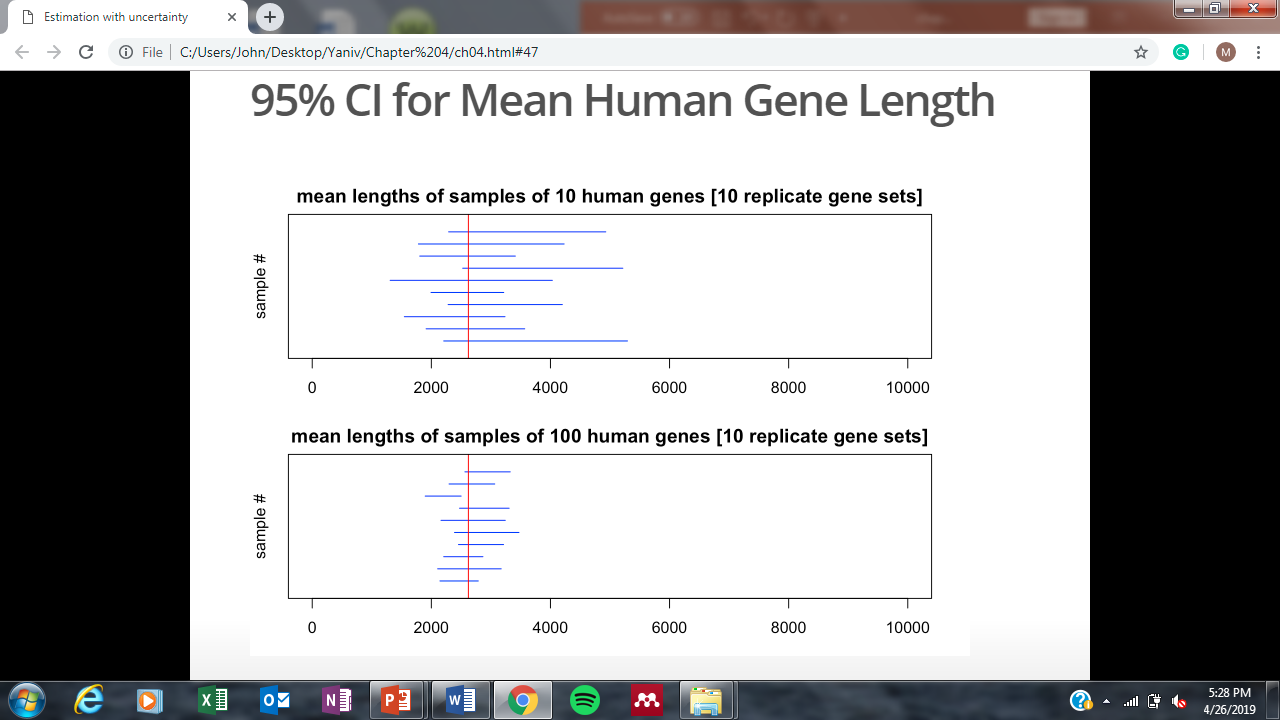 Estimation with uncertainty
File
C:/Users/John/Desktop/Yaniv/Chapter%204/ch04.html#47
M
95% CI for Mean Human Gene Length
mean lengths of samples of 10 human genes [10 replicate gene sets]
sample #
0 2000 4000 6000 8000 10000
mean lengths of samples of 100 human genes [10 replicate gene sets]
sample #
0 2000 4000 6000 8000 10000
5:28 PM
4/26/2019